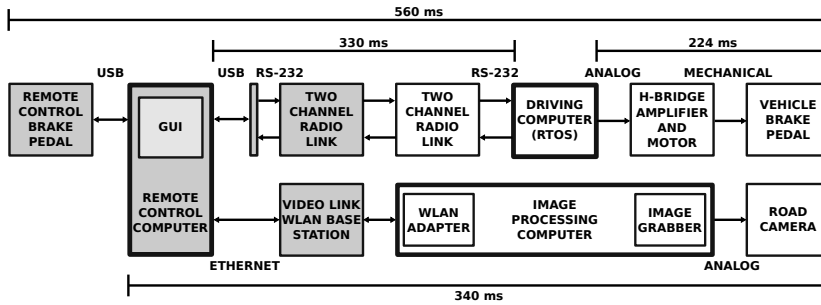 560 ms
330 ms
224 ms
USB
USB
RS-232
RS-232
ANALOG
MECHANICAL
REMOTE
CONTROL
BRAKE
PEDAL
GUI
REMOTE
CONTROL
COMPUTER
TWO
CHANNEL
RADIO
LINK
TWO
CHANNEL
RADIO
LINK
DRIVING
COMPUTER
(RTOS)
H-BRIDGE
AMPLIFIER
AND
MOTOR
VEHICLE
BRAKE
PEDAL
VIDEO LINK
WLAN BASE
STATION
WLAN
ADAPTER
IMAGE
PROCESSING
COMPUTER
IMAGE
GRABBER
ROAD
CAMERA
ETHERNET
ANALOG
340 ms